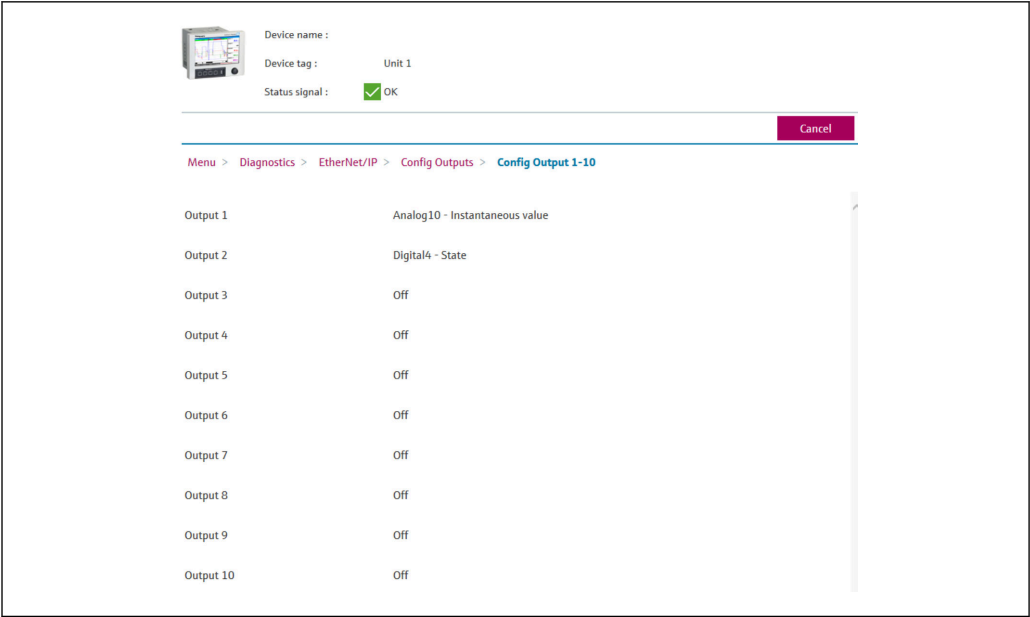 Device name :
Device tag : Unit 1
Status signal : OK
Cancel
Menu > Diagnostics > EtherNet/IP > Config Outputs > Config Output 1-10
Output 1 Analog10 - Instantaneous value
Output 2 Digital4 - State
Output 3 Off
Output 4 Off
Output 5 Off
Output 6 Off
Output 7 Off
Output 8 Off
Output 9 Off
Output 10 Off